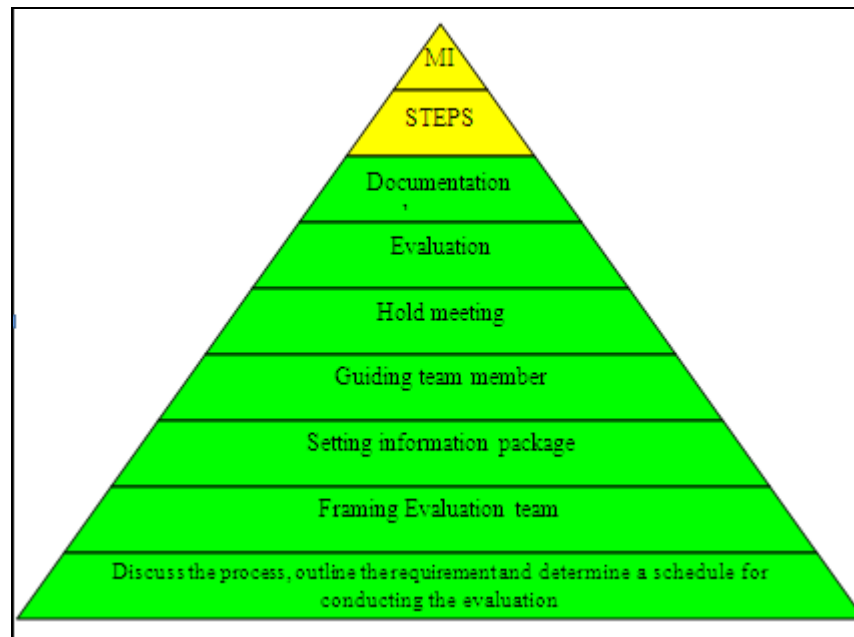 MI
STEPS
Documentation
,
Evaluation
Hold meeting
Guiding team member
Setting information package
Framing Evaluation team
Discuss the process, outline the requirement and determine a schedule for
conducting the evaluation